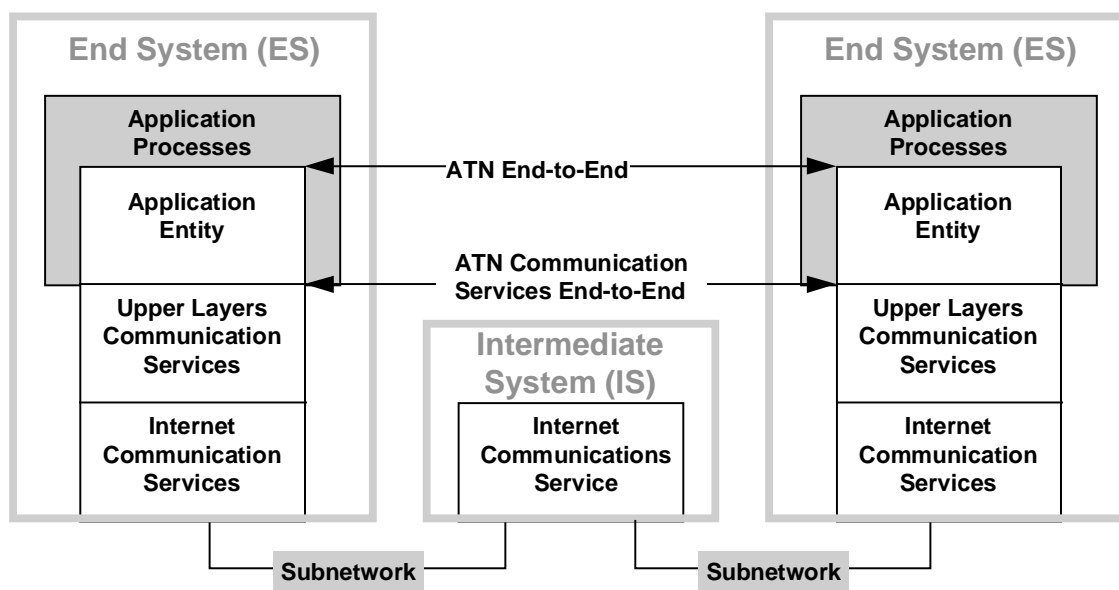 End System (ES)
Application
Processes
Application
Entity
Upper Layers
Communication
Services
Internet
Communication
Services
ATN End-to-End
ATN Communication
Services End-to-End
Intermediate
System (IS)
Internet
Communications
Service
End System (ES)
Application
Processes
Application
Entity
Upper Layers
Communication
Services
Internet
Communication
Services
Subnetwork
Subnetwork